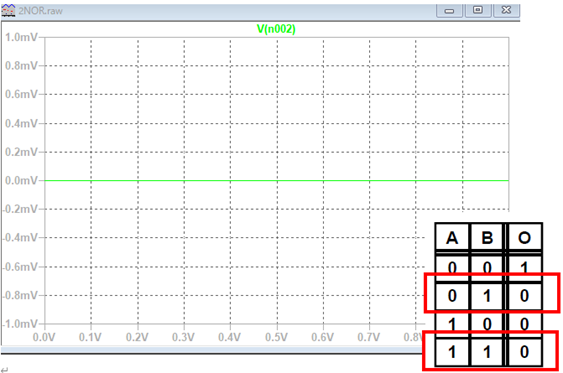 2NOR.raw
V(n002)
1.0mV
0.8mV
0.6mV
0.4mV
0.2mV
0.0mV
-0.2mV
-0.4mV
-0.6mV
-0.8mV
-1.0mV
0.0V 0.1V 0.2V 0.3V 0.4V 0.5V 0.6V 0.7V 0.8V
A B O
0 0 1
0 1 0
1 0 0
1 1 0